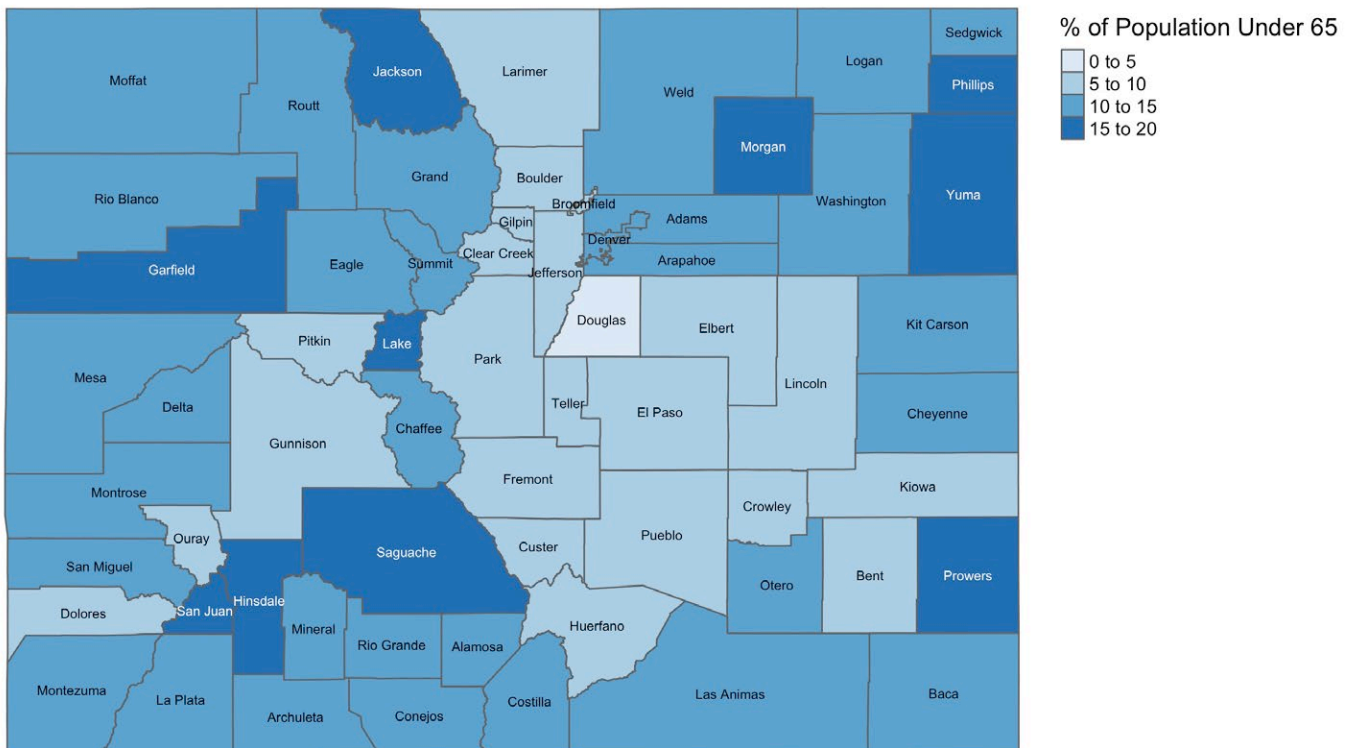 % of Population Under 65
0 to 5
5 to 10
10 to 15
15 to 20
Sedgwick
Logan
Moffat
Jackson
Larimer
Phillips
Weld
Routt
Morgan
Grand
Boulder
Yuma
Rio Blanco
Washington
Broomfield
Gilpin
Adams
Denver
Clear Creek
Arapahoe
Eagle
Summit
Garfield
Jefferson
Douglas
Kit Carson
Elbert
Pitkin
Lake
Park
Mesa
Lincoln
Delta
Teller
El Paso
Cheyenne
Chaffee
Gunnison
Fremont
Kiowa
Montrose
Crowley
Ouray
Pueblo
Custer
Saguache
San Miguel
Bent
Prowers
Otero
Hinsdale
San Juan
Dolores
Mineral
Huerfano
Rio Grande
Alamosa
Montezuma
La Plata
Costilla
Las Animas
Baca
Archuleta
Conejos